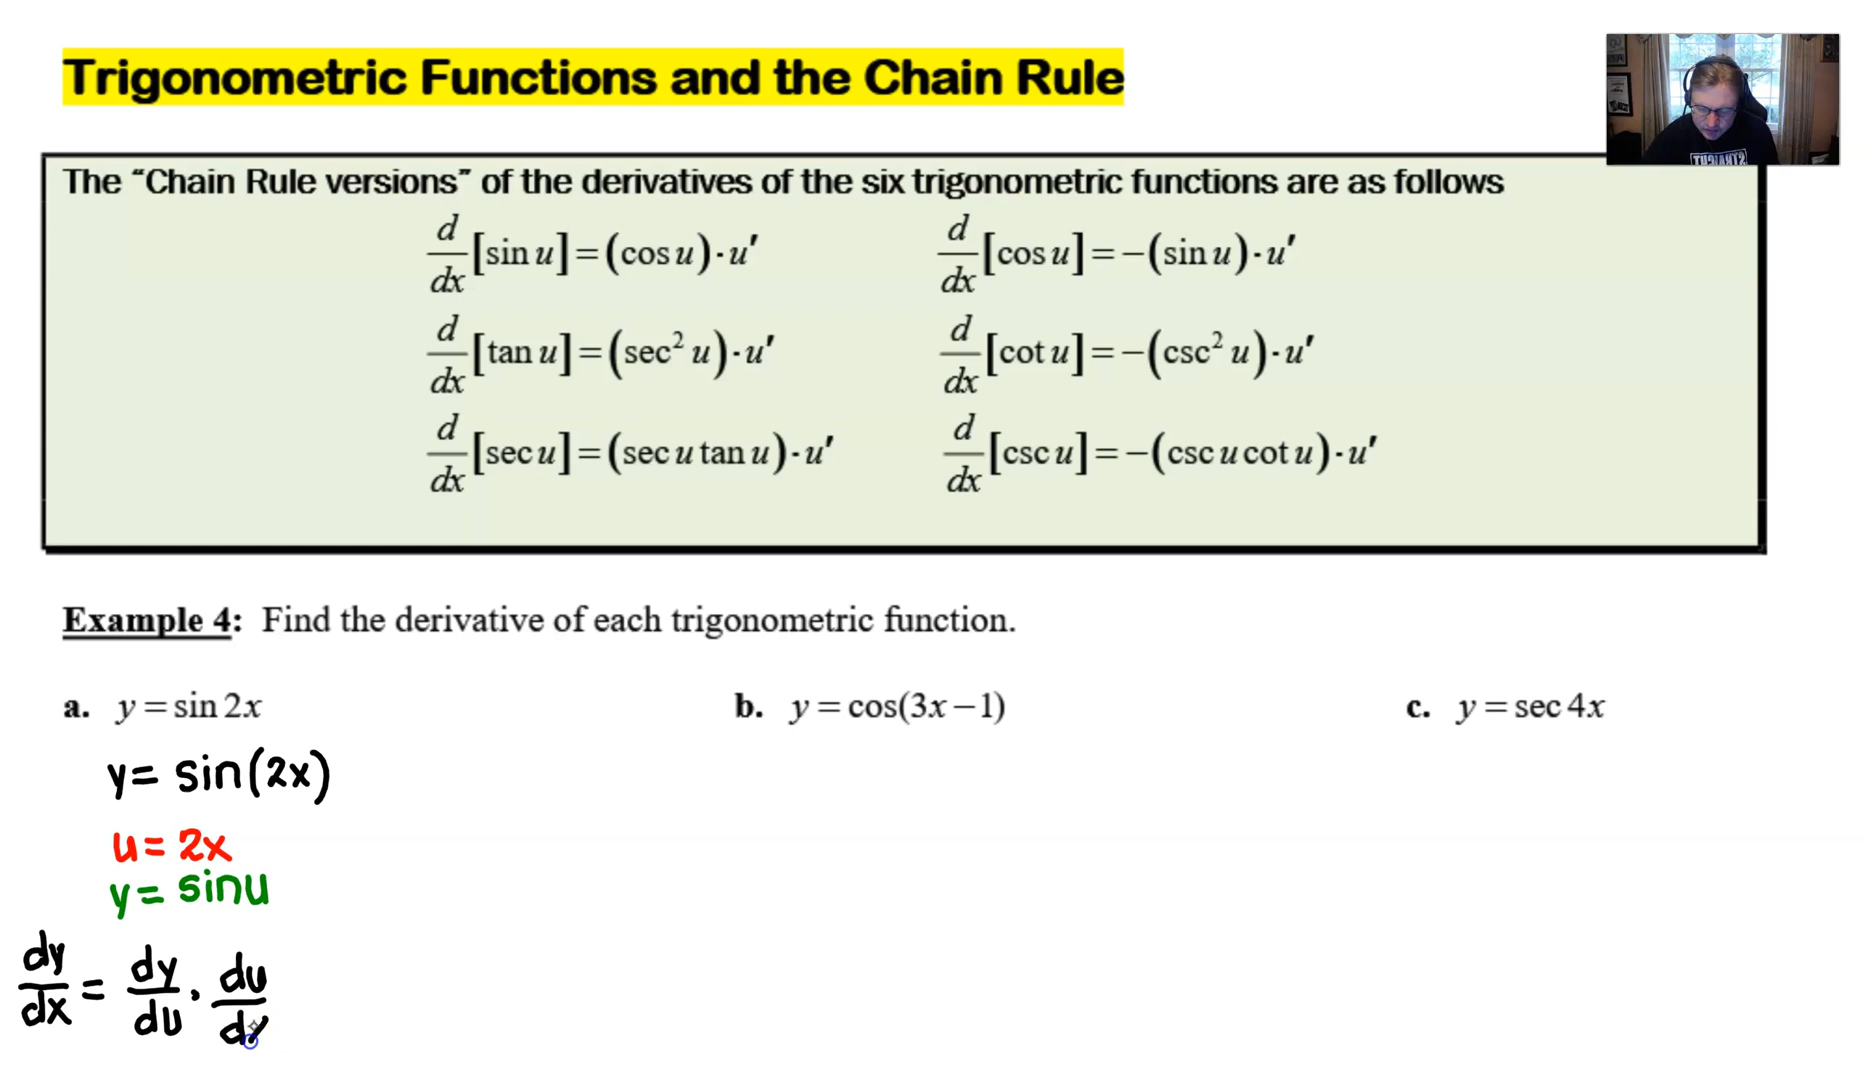 Trigonometric Functions and the Chain Rule
The “Chain Rule versions” of the derivatives of the six trigonometric functions are as follows
d/dx [sin u] = (cos u) · u′    d/dx [cos u] = −(sin u) · u′
d/dx [tan u] = (sec² u) · u′    d/dx [cot u] = −(csc² u) · u′
d/dx [sec u] = (sec u tan u) · u′    d/dx [csc u] = −(csc u cot u) · u′
Example 4: Find the derivative of each trigonometric function.
a. y = sin 2x    b. y = cos(3x − 1)    c. y = sec 4x
y = sin(2x)
u = 2x
y = sin u
dy/dx = dy/du · du/dx